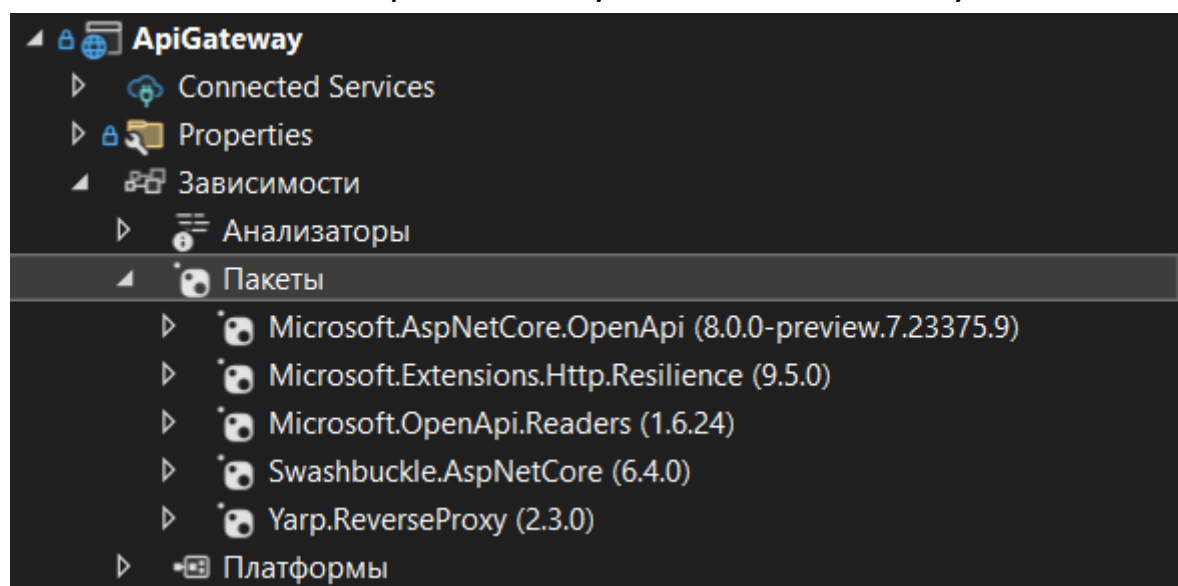 ApiGateway
Connected Services
Properties
Зависимости
Анализаторы
Пакеты
Microsoft.AspNetCore.OpenApi (8.0.0-preview.7.23375.9)
Microsoft.Extensions.Http.Resilience (9.5.0)
Microsoft.OpenApi.Readers (1.6.24)
Swashbuckle.AspNetCore (6.4.0)
Yarp.ReverseProxy (2.3.0)
Платформы